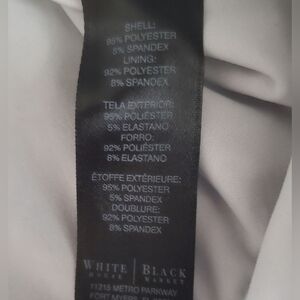 SHELL:
95% POLYESTER
5% SPANDEX
LINING:
92% POLYESTER
8% SPANDEX
TELA EXTERIOR:
95% POLIÉSTER
5% ELASTANO
FORRO:
92% POLIÉSTER
8% ELASTANO
ÉTOFFE EXTÉRIEURE:
95% POLYESTER
5% SPANDEX
DOUBLURE:
92% POLYESTER
8% SPANDEX
WHITE | BLACK
HOUSE MARKET
11215 METRO PARKWAY
FORT MYERS,